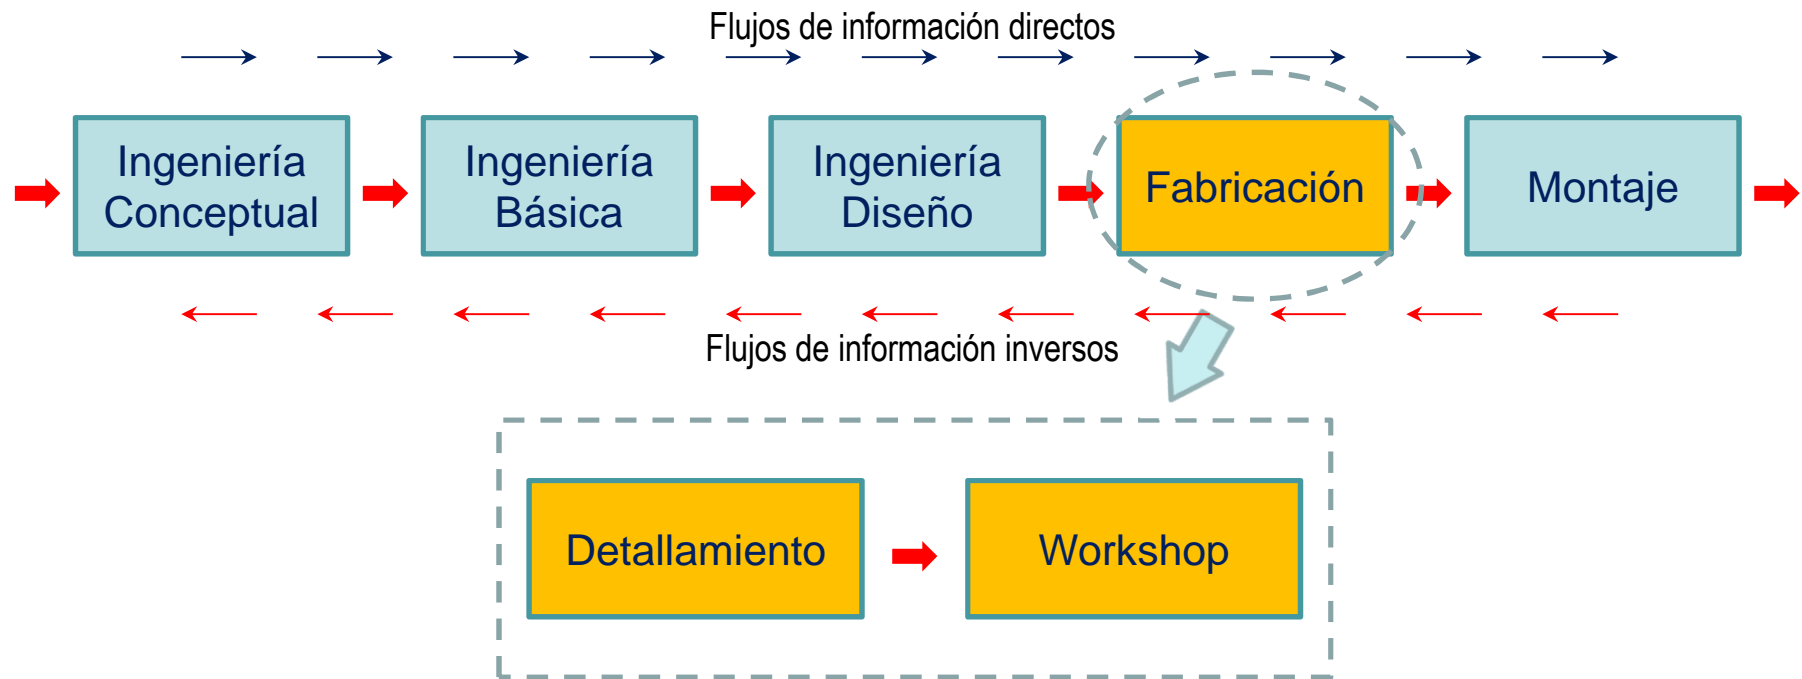 Flujos de información directos
Ingeniería
Conceptual
Ingeniería
Básica
Ingeniería
Diseño
Fabricación
Montaje
Flujos de información inversos
Detallamiento
Workshop